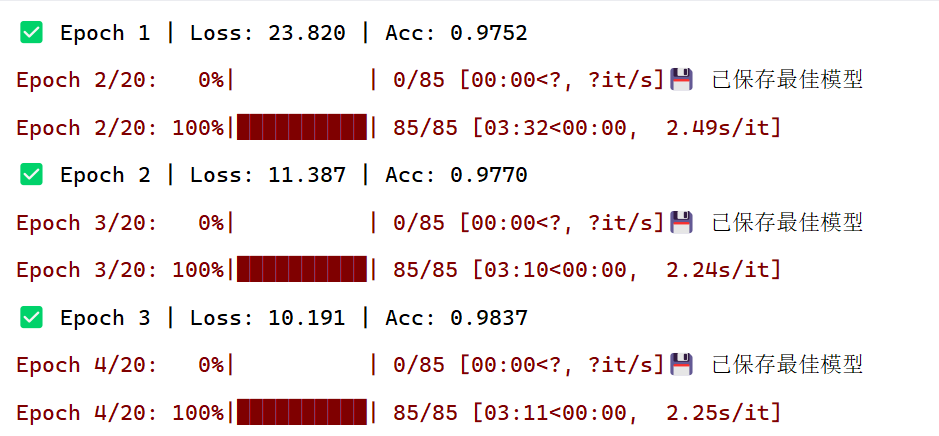 ✅ Epoch 1 | Loss: 23.820 | Acc: 0.9752
Epoch 2/20:   0%|          | 0/85 [00:00<?, ?it/s]💾 已保存最佳模型
Epoch 2/20: 100%|██████████| 85/85 [03:32<00:00,  2.49s/it]
✅ Epoch 2 | Loss: 11.387 | Acc: 0.9770
Epoch 3/20:   0%|          | 0/85 [00:00<?, ?it/s]💾 已保存最佳模型
Epoch 3/20: 100%|██████████| 85/85 [03:10<00:00,  2.24s/it]
✅ Epoch 3 | Loss: 10.191 | Acc: 0.9837
Epoch 4/20:   0%|          | 0/85 [00:00<?, ?it/s]💾 已保存最佳模型
Epoch 4/20: 100%|██████████| 85/85 [03:11<00:00,  2.25s/it]